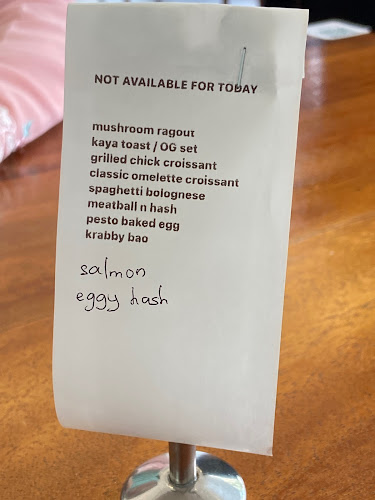 NOT AVAILABLE FOR TODAY
mushroom ragout
kaya toast / OG set
grilled chick croissant
classic omelette croissant
spaghetti bolognese
meatball n hash
pesto baked egg
krabby bao
salmon
eggy hash